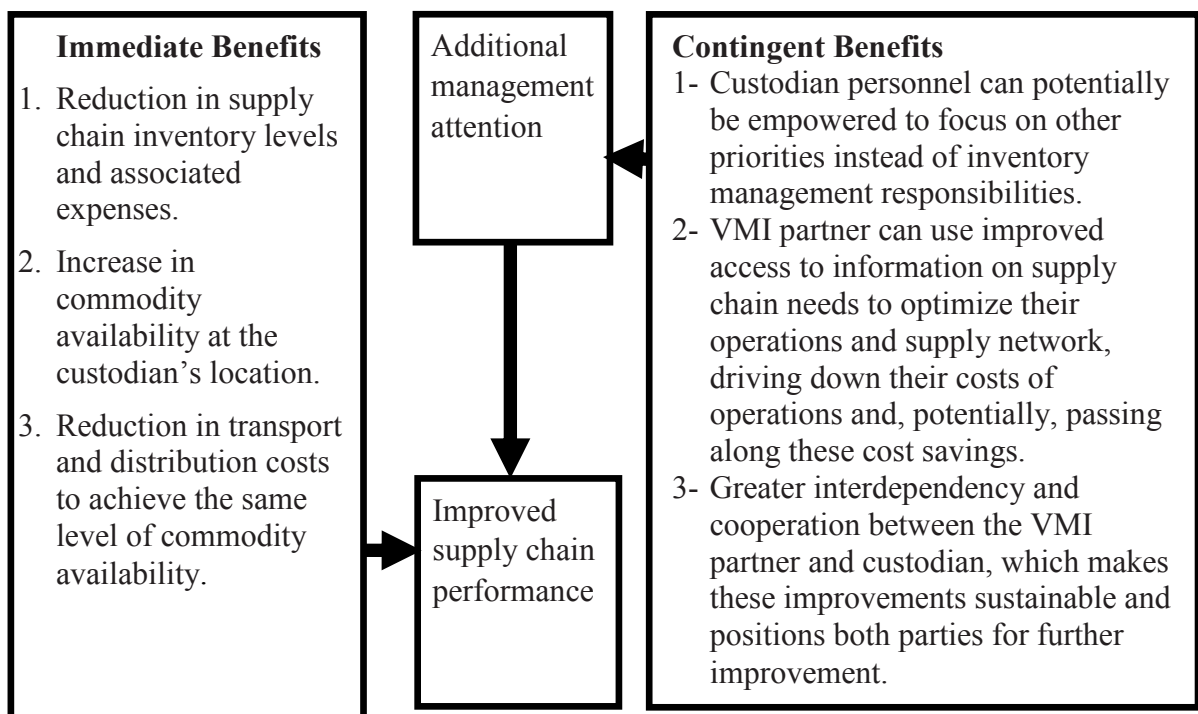 Immediate Benefits
1. Reduction in supply
chain inventory levels
and associated
expenses.
2. Increase in
commodity
availability at the
custodian’s location.
3. Reduction in transport
and distribution costs
to achieve the same
level of commodity
availability.
Additional
management
attention
Improved
supply chain
performance
Contingent Benefits
1- Custodian personnel can potentially
be empowered to focus on other
priorities instead of inventory
management responsibilities.
2- VMI partner can use improved
access to information on supply
chain needs to optimize their
operations and supply network,
driving down their costs of
operations and, potentially, passing
along these cost savings.
3- Greater interdependency and
cooperation between the VMI
partner and custodian, which makes
these improvements sustainable and
positions both parties for further
improvement.